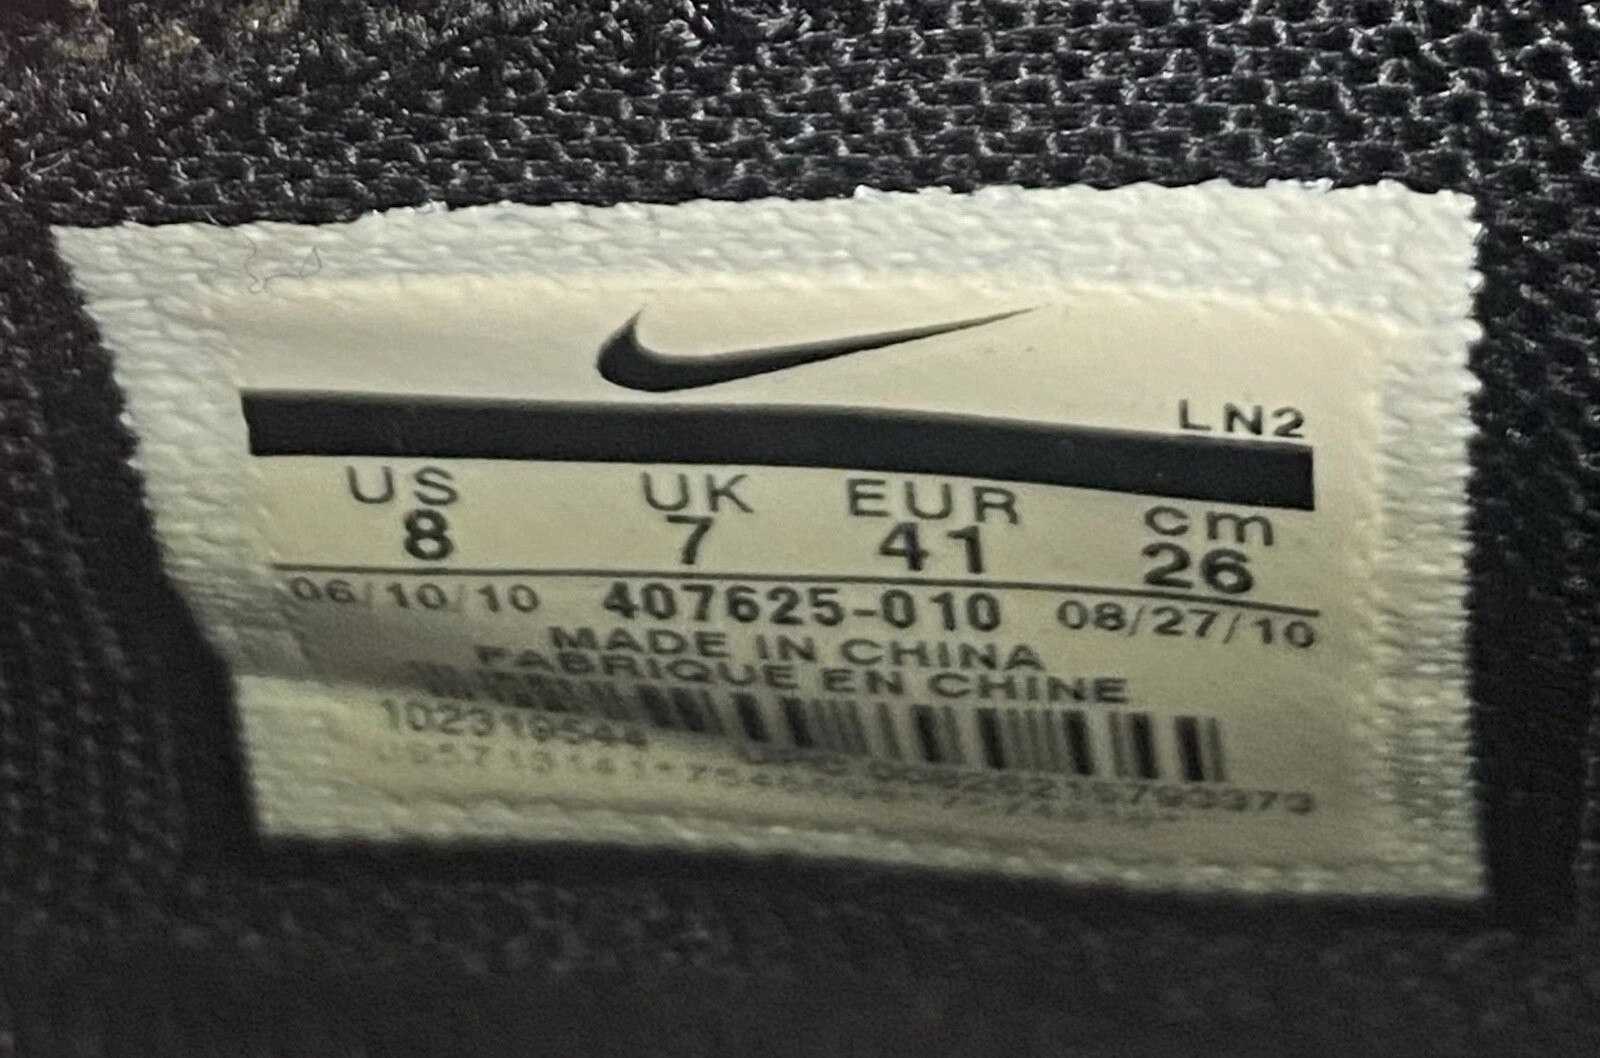 LN2
US UK EUR cm
8 7 41 26
06/10/10 407625-010 08/27/10
MADE IN CHINA
FABRIQUE EN CHINE
102319544